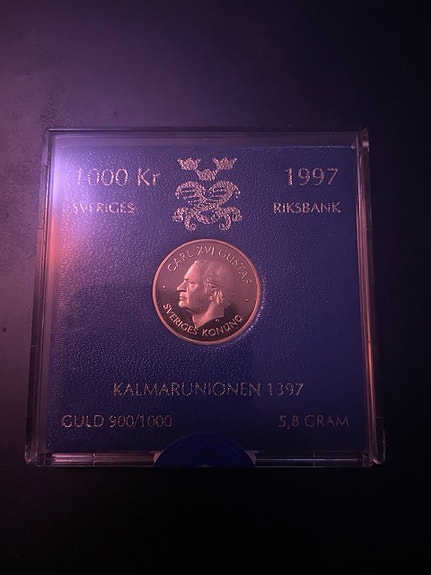 1000 Kr
1997
SVERIGES
RIKSBANK
CARL XVI GUSTAF
SVERIGES KONUNG
KALMARUNIONEN 1397
GULD 900/1000
5,8 GRAM